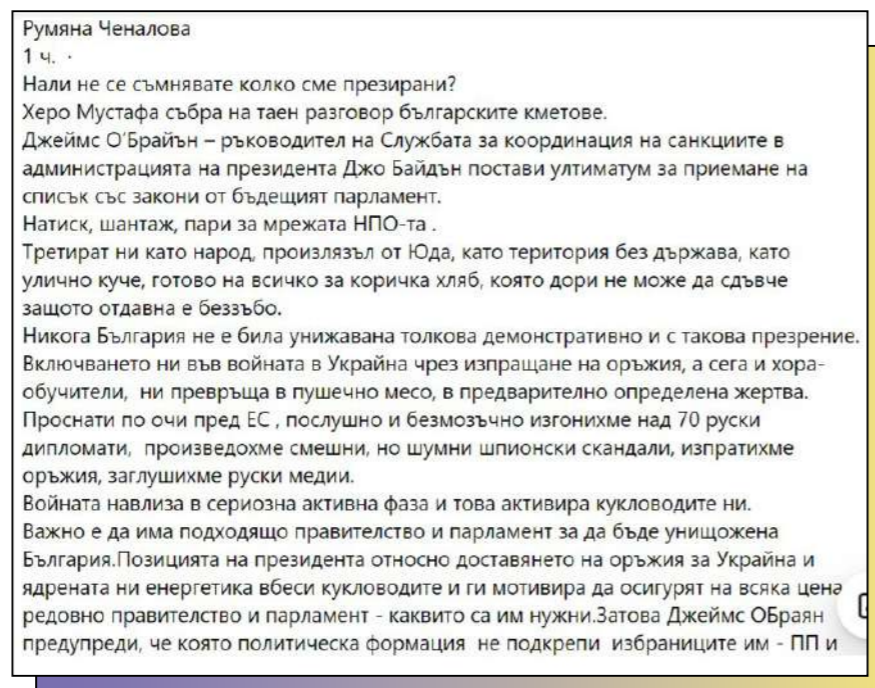 Румяна Ченалова
1 ч. ·
Нали не се съмнявате колко сме презирани?
Херо Мустафа събра на таен разговор българските кметове.
Джеймс О'Брайън – ръководител на Службата за координация на санкциите в
администрацията на президента Джо Байдън постави ултиматум за приемане на
списък със закони от бъдещият парламент.
Натиск, шантаж, пари за мрежата НПО-та .
Третират ни като народ, произлязъл от Юда, като територия без държава, като
улично куче, готово на всичко за коричка хляб, която дори не може да сдъвче
защото отдавна е беззъбо.
Никога България не е била унижавана толкова демонстративно и с такова презрение.
Включването ни във войната в Украйна чрез изпращане на оръжия, а сега и хора-
обучители,  ни превръща в пушечно месо, в предварително определена жертва.
Проснати по очи пред ЕС , послушно и безмозъчно изгонихме над 70 руски
дипломати,  произведохме смешни, но шумни шпионски скандали, изпратихме
оръжия, заглушихме руски медии.
Войната навлиза в сериозна активна фаза и това активира кукловодите ни.
Важно е да има подходящо правителство и парламент за да бъде унищожена
България.Позицията на президента относно доставянето на оръжия за Украйна и
ядрената ни енергетика вбеси кукловодите и ги мотивира да осигурят на всяка цена
редовно правителство и парламент - каквито са им нужни.Затова Джеймс ОБраян
предупреди, че която политическа формация  не подкрепи  избраниците им - ПП и